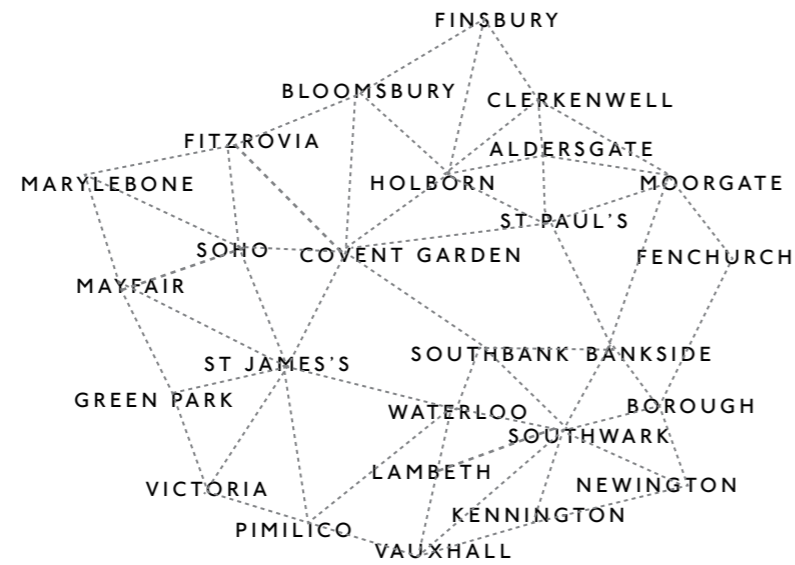 FINSBURY
BLOOMSBURY
CLERKENWELL
FITZROVIA
ALDERSGATE
MARYLEBONE
HOLBORN
MOORGATE
ST PAUL'S
SOHO
COVENT GARDEN
FENCHURCH
MAYFAIR
SOUTHBANK
BANKSIDE
ST JAMES'S
GREEN PARK
WATERLOO
BOROUGH
SOUTHWARK
LAMBETH
VICTORIA
NEWINGTON
KENNINGTON
PIMILICO
VAUXHALL